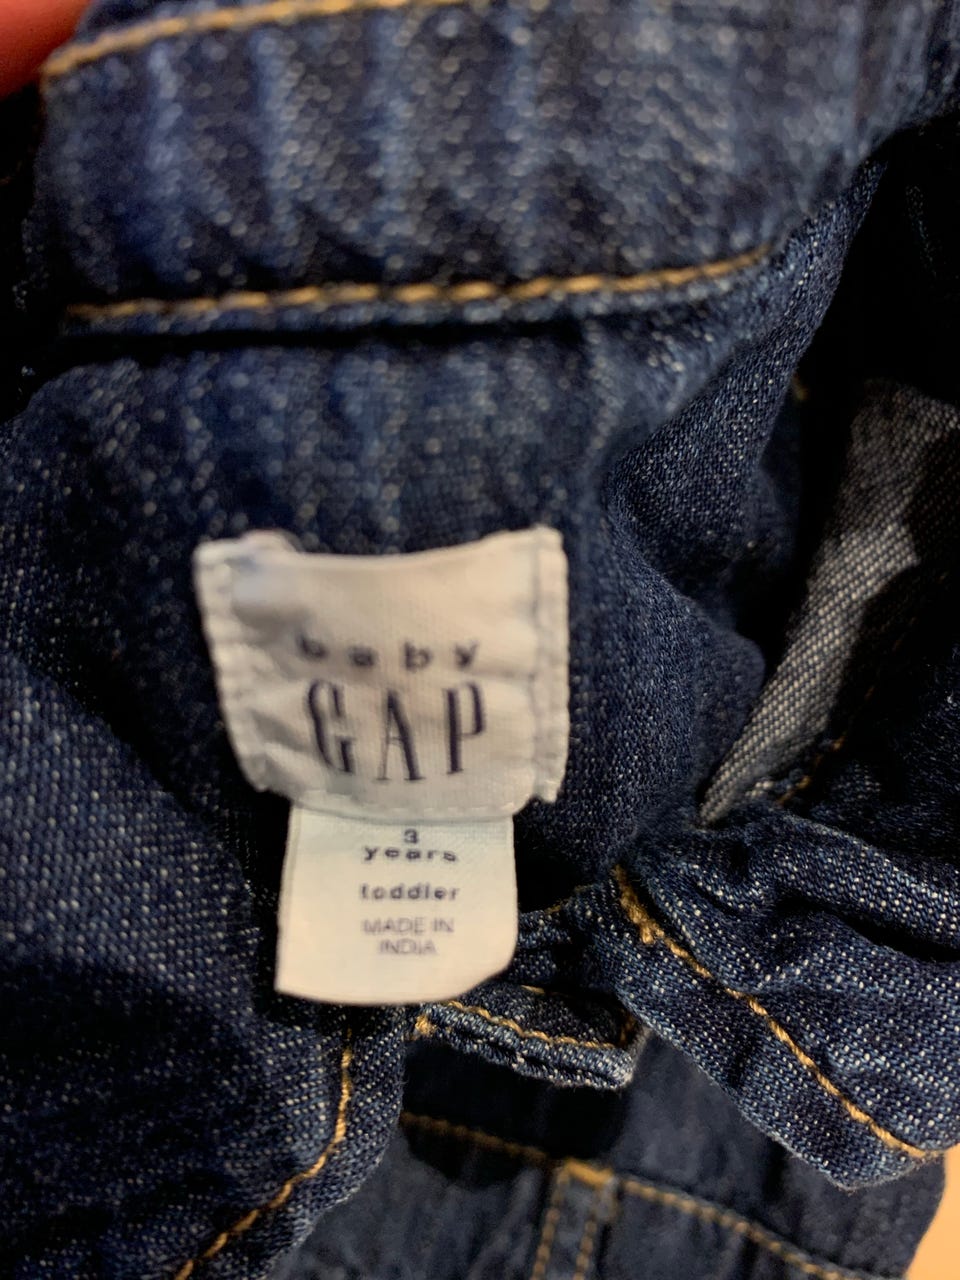 baby
GAP
3
years
toddler
MADE IN
INDIA